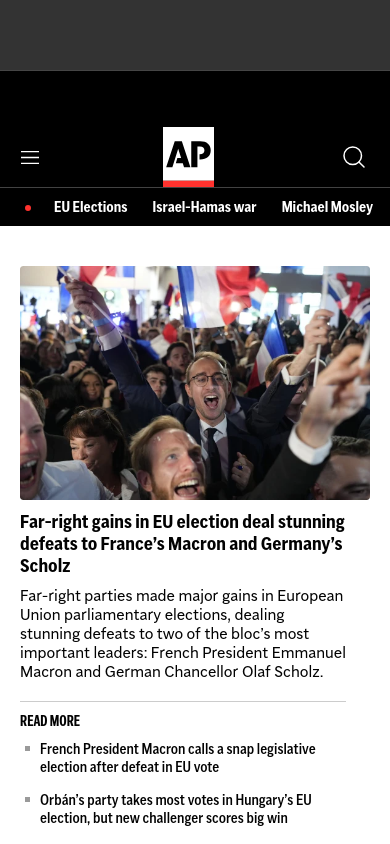 AP
EU Elections Israel-Hamas war Michael Mosley
Far-right gains in EU election deal stunning
defeats to France’s Macron and Germany’s
Scholz
Far-right parties made major gains in European
Union parliamentary elections, dealing
stunning defeats to two of the bloc’s most
important leaders: French President Emmanuel
Macron and German Chancellor Olaf Scholz.
READ MORE
French President Macron calls a snap legislative
election after defeat in EU vote
Orbán’s party takes most votes in Hungary’s EU
election, but new challenger scores big win